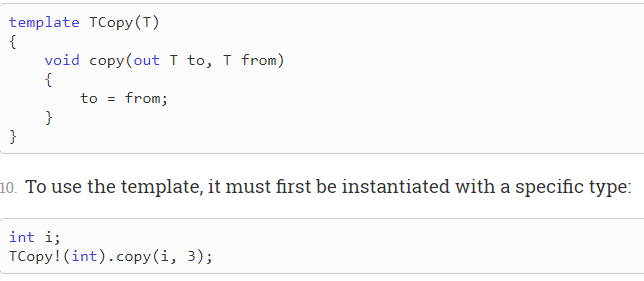 template TCopy(T)
{
    void copy(out T to, T from)
    {
        to = from;
    }
}
10. To use the template, it must first be instantiated with a specific type:
int i;
TCopy!(int).copy(i, 3);